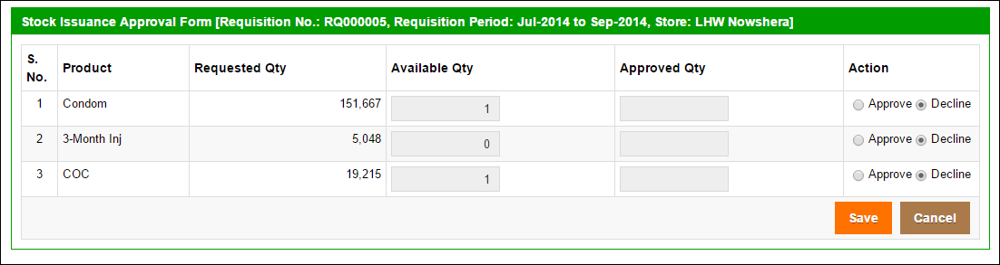 Stock Issuance Approval Form [Requisition No.: RQ000005, Requisition Period: Jul-2014 to Sep-2014, Store: LHW Nowshera]
S. No. Product Requested Qty Available Qty Approved Qty Action
1 Condom 151,667 1 Approve Decline
2 3-Month Inj 5,048 0 Approve Decline
3 COC 19,215 1 Approve Decline
Save Cancel